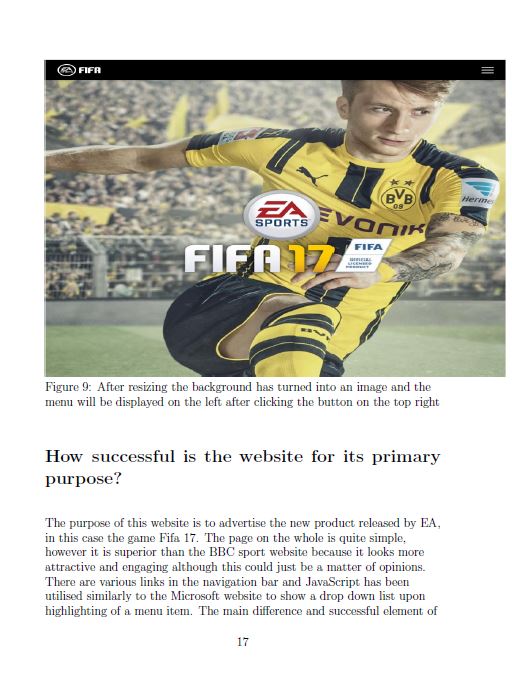 EA FIFA
BVB
09
EVONIK
Hermes
EA
SPORTS
FIFA 17
FIFA
OFFICIAL
LICENSED
PRODUCT
BVB
Figure 9: After resizing the background has turned into an image and the
menu will be displayed on the left after clicking the button on the top right
How successful is the website for its primary
purpose?
The purpose of this website is to advertise the new product released by EA,
in this case the game Fifa 17. The page on the whole is quite simple,
however it is superior than the BBC sport website because it looks more
attractive and engaging although this could just be a matter of opinions.
There are various links in the navigation bar and JavaScript has been
utilised similarly to the Microsoft website to show a drop down list upon
highlighting of a menu item. The main difference and successful element of
17